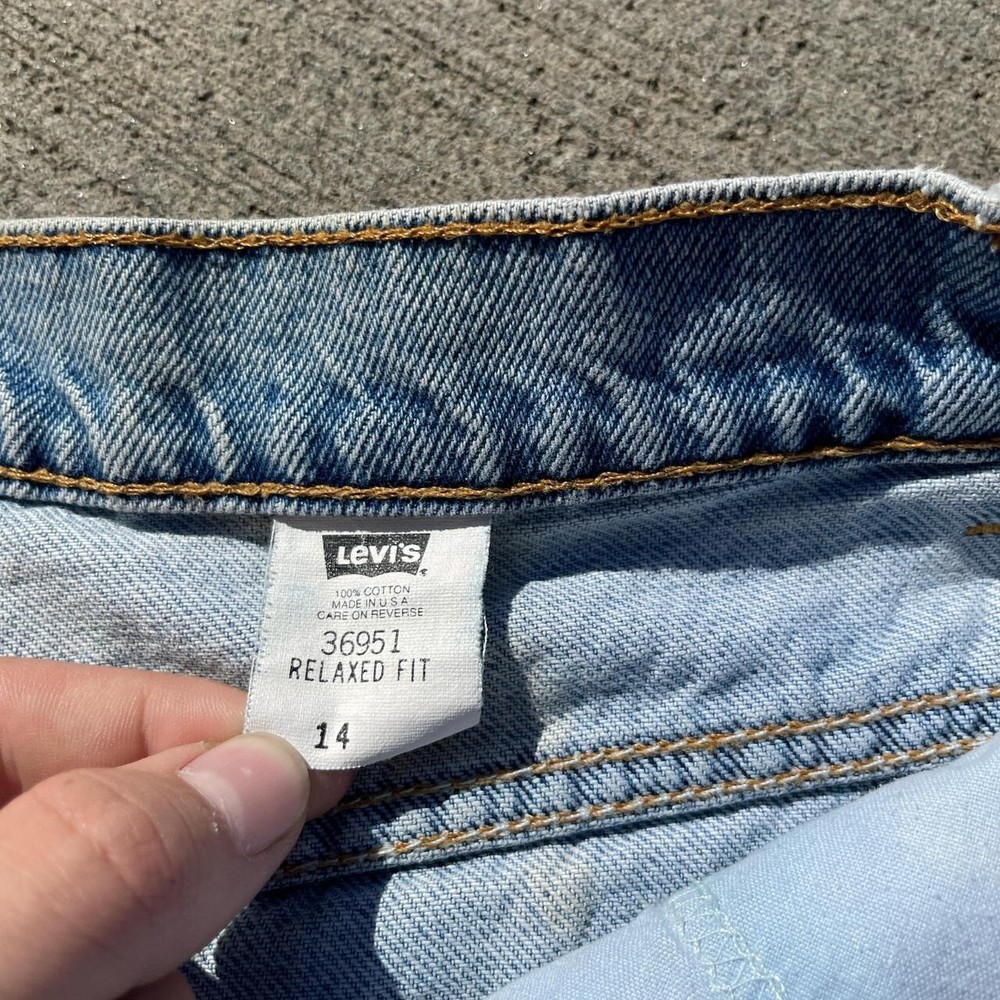 Levi's
100% COTTON
MADE IN U S A
CARE ON REVERSE
36951
RELAXED FIT
14